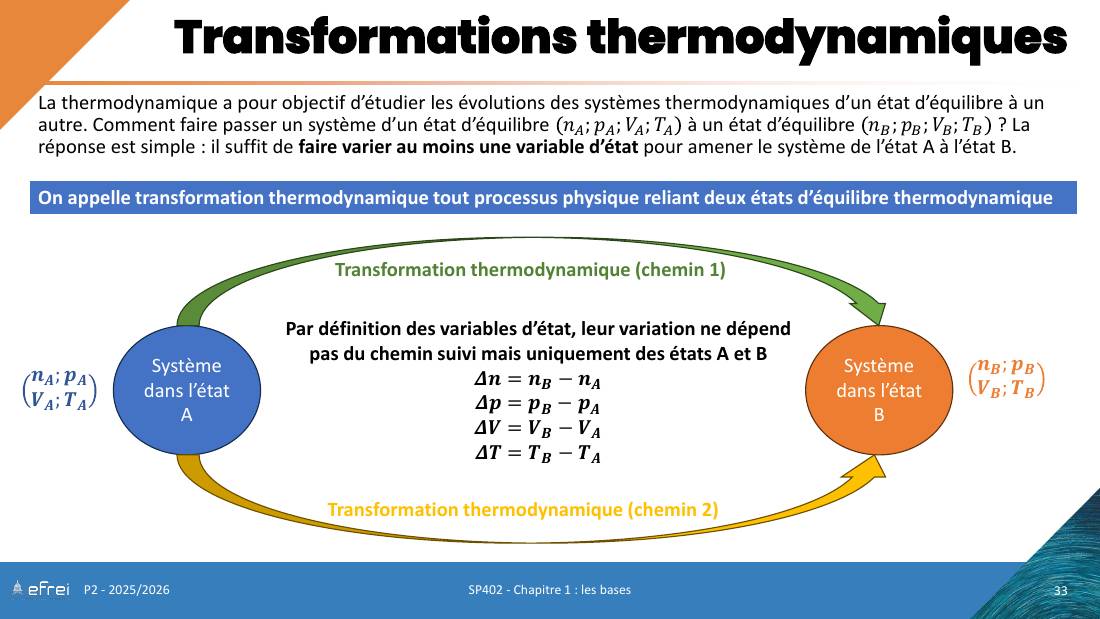 Transformations thermodynamiques
La thermodynamique a pour objectif d’étudier les évolutions des systèmes thermodynamiques d’un état d’équilibre à un
autre. Comment faire passer un système d’un état d’équilibre (n_A; p_A; V_A; T_A) à un état d’équilibre (n_B; p_B; V_B; T_B) ? La
réponse est simple : il suffit de faire varier au moins une variable d’état pour amener le système de l’état A à l’état B.
On appelle transformation thermodynamique tout processus physique reliant deux états d’équilibre thermodynamique
Transformation thermodynamique (chemin 1)
Par définition des variables d’état, leur variation ne dépend
pas du chemin suivi mais uniquement des états A et B
Δn = n_B − n_A
Δp = p_B − p_A
ΔV = V_B − V_A
ΔT = T_B − T_A
(n_A; p_A
V_A; T_A)
Système
dans l’état
A
Système
dans l’état
B
(n_B; p_B
V_B; T_B)
Transformation thermodynamique (chemin 2)
efrei
P2 - 2025/2026
SP402 - Chapitre 1 : les bases
33